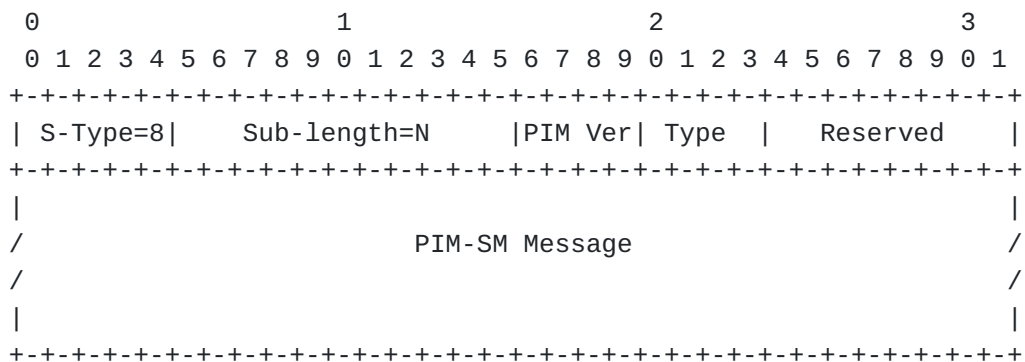 0                   1                   2                   3
 0 1 2 3 4 5 6 7 8 9 0 1 2 3 4 5 6 7 8 9 0 1 2 3 4 5 6 7 8 9 0 1
+-+-+-+-+-+-+-+-+-+-+-+-+-+-+-+-+-+-+-+-+-+-+-+-+-+-+-+-+-+-+-+-+
| S-Type=8|    Sub-length=N     |PIM Ver| Type  |   Reserved    |
+-+-+-+-+-+-+-+-+-+-+-+-+-+-+-+-+-+-+-+-+-+-+-+-+-+-+-+-+-+-+-+-+
|                                                               |
/                         PIM-SM Message                        /
/                                                               /
|                                                               |
+-+-+-+-+-+-+-+-+-+-+-+-+-+-+-+-+-+-+-+-+-+-+-+-+-+-+-+-+-+-+-+-+